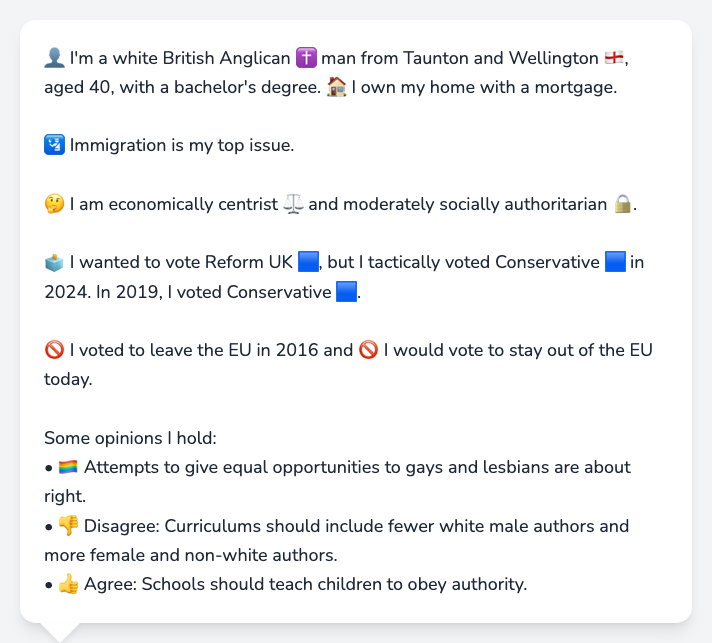 👤 I'm a white British Anglican ✝️ man from Taunton and Wellington 🏴󠁧󠁢󠁥󠁮󠁧󠁿,
aged 40, with a bachelor's degree. 🏠 I own my home with a mortgage.
🛂 Immigration is my top issue.
🤔 I am economically centrist ⚖️ and moderately socially authoritarian 🔒.
🗳️ I wanted to vote Reform UK 🟦, but I tactically voted Conservative 🟦 in
2024. In 2019, I voted Conservative 🟦.
🚫 I voted to leave the EU in 2016 and 🚫 I would vote to stay out of the EU
today.
Some opinions I hold:
• 🏳️‍🌈 Attempts to give equal opportunities to gays and lesbians are about
right.
• 👎 Disagree: Curriculums should include fewer white male authors and
more female and non-white authors.
• 👍 Agree: Schools should teach children to obey authority.